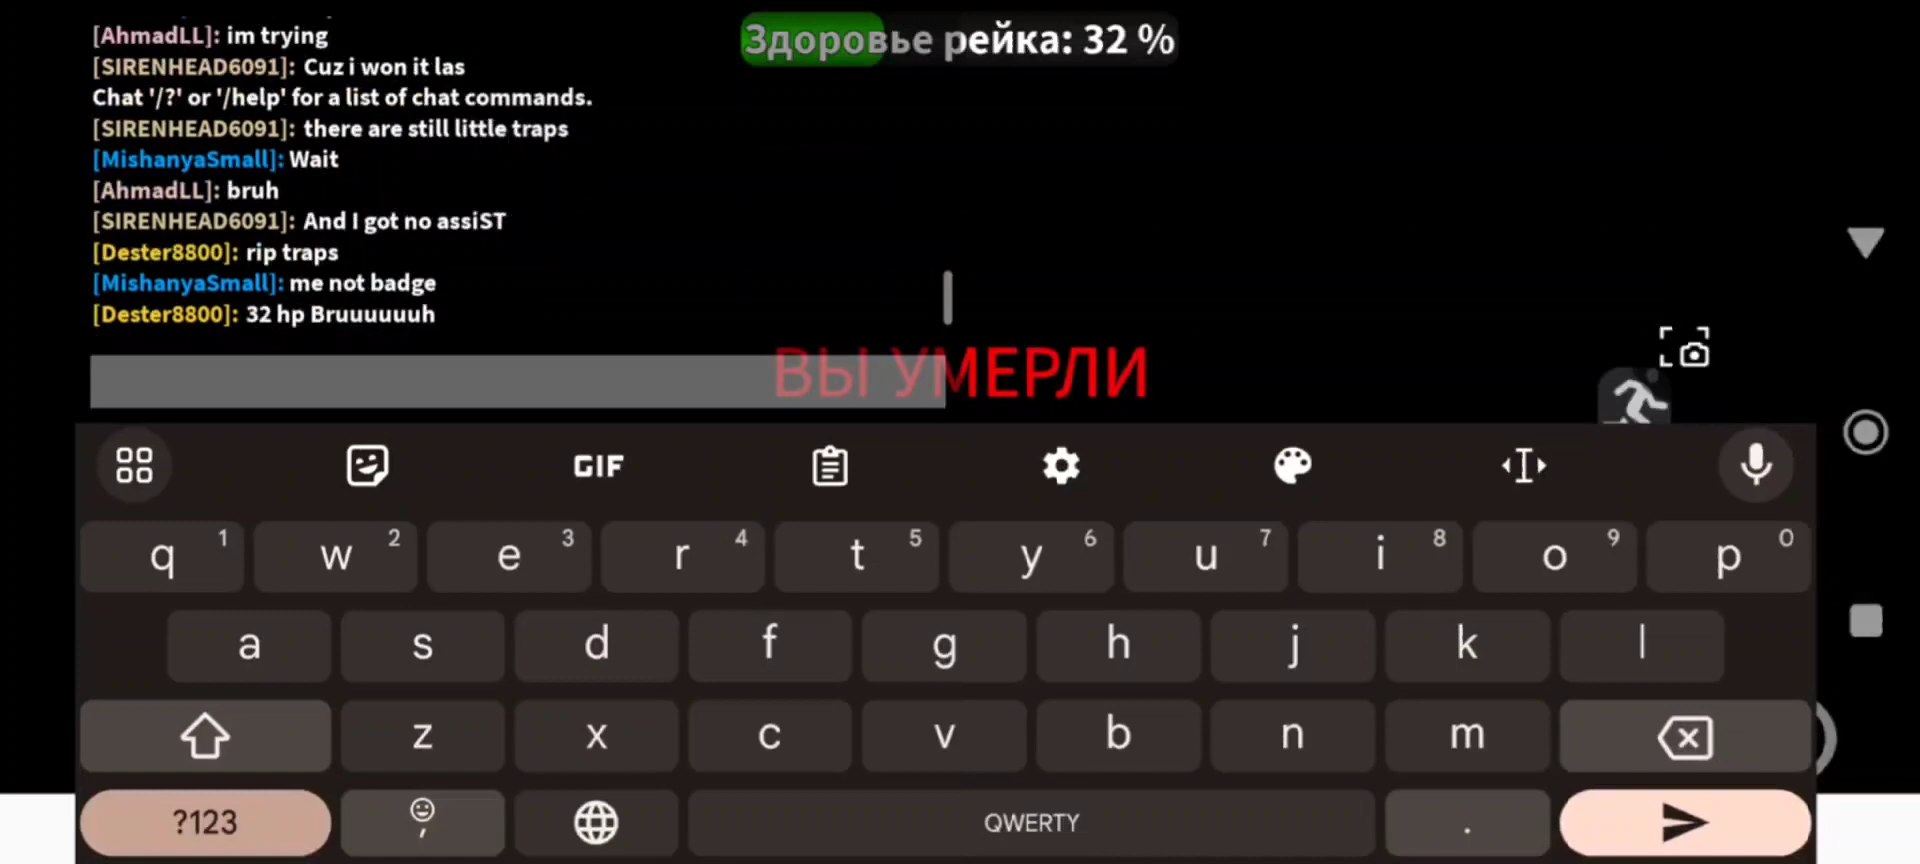 [AhmadLL]: im trying
[SIRENHEAD6091]: Cuz i won it las
Chat '/?' or '/help' for a list of chat commands.
[SIRENHEAD6091]: there are still little traps
[MishanyaSmall]: Wait
[AhmadLL]: bruh
[SIRENHEAD6091]: And I got no assiST
[Dester8800]: rip traps
[MishanyaSmall]: me not badge
[Dester8800]: 32 hp Bruuuuuuh
Здоровье рейка: 32 %
ВЫ УМЕРЛИ
GIF
q 1 w 2 e 3 r 4 t 5 y 6 u 7 i 8 o 9 p 0
a s d f g h j k l
z x c v b n m
?123 , QWERTY .